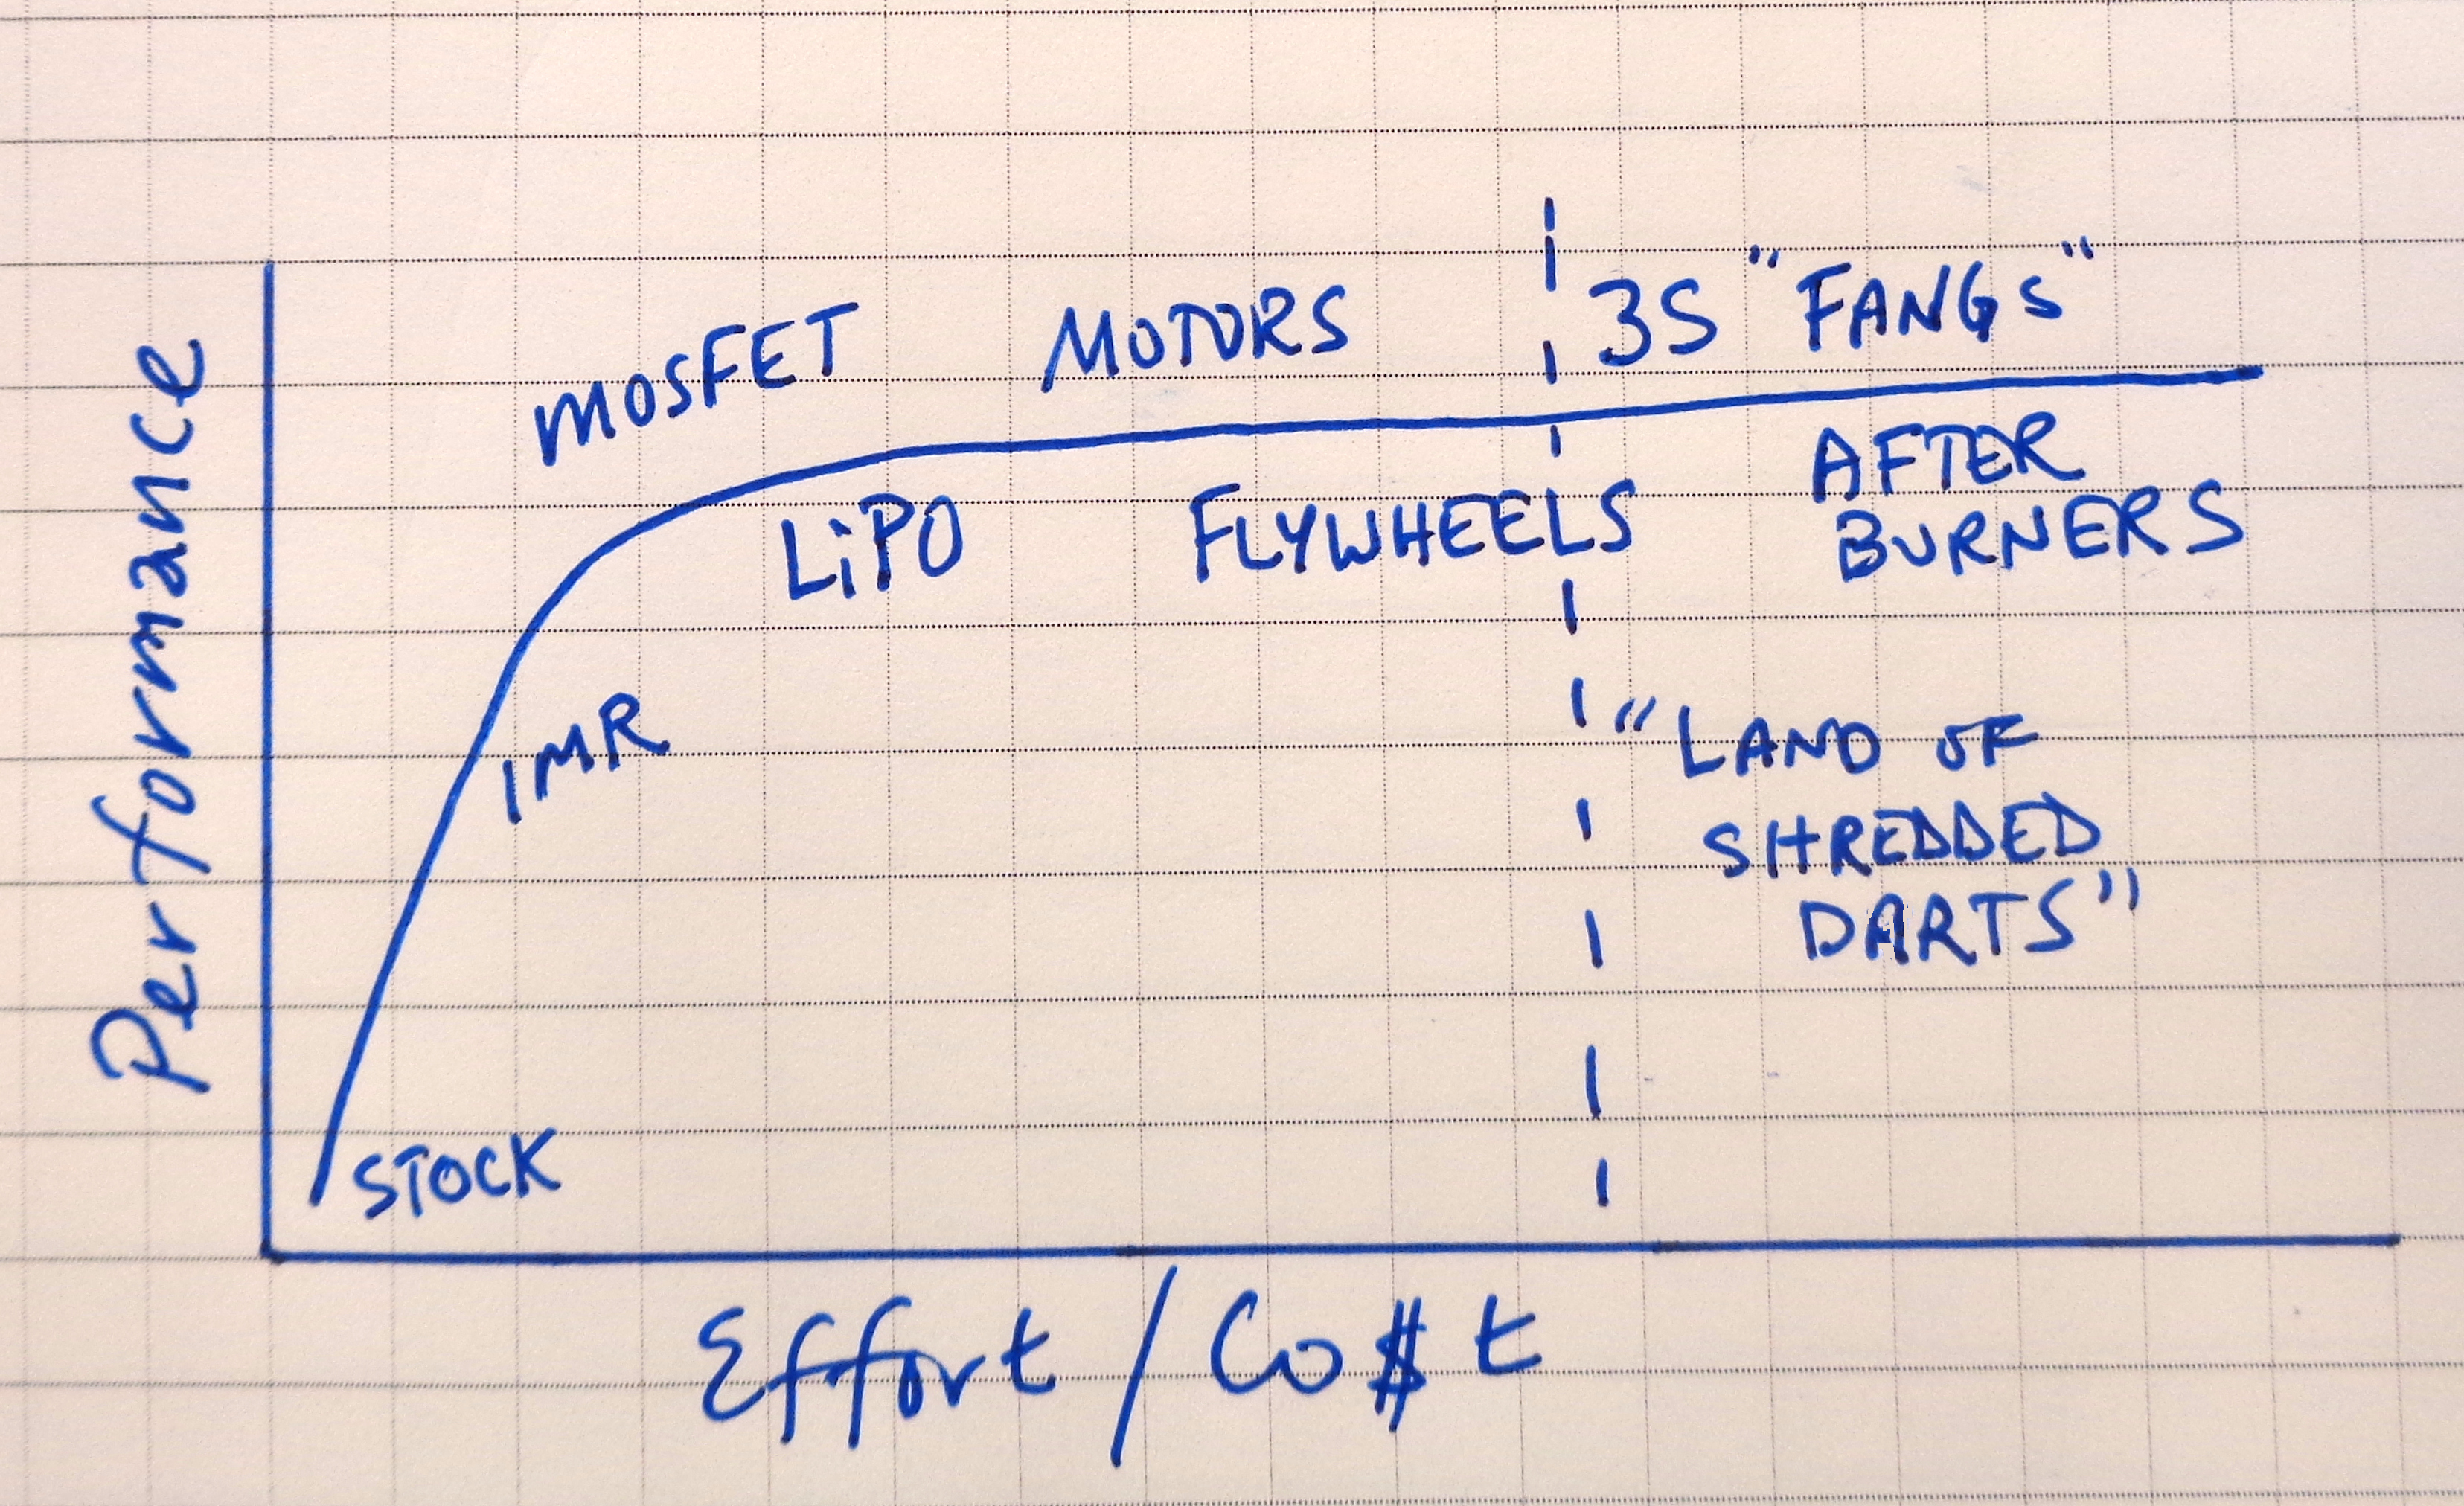 Performance
MOSFET MOTORS 3S "FANGS"
LiPO FLYWHEELS AFTER
BURNERS
IMR
"LAND OF
SHREDDED
DARTS"
STOCK
Effort / Co$t